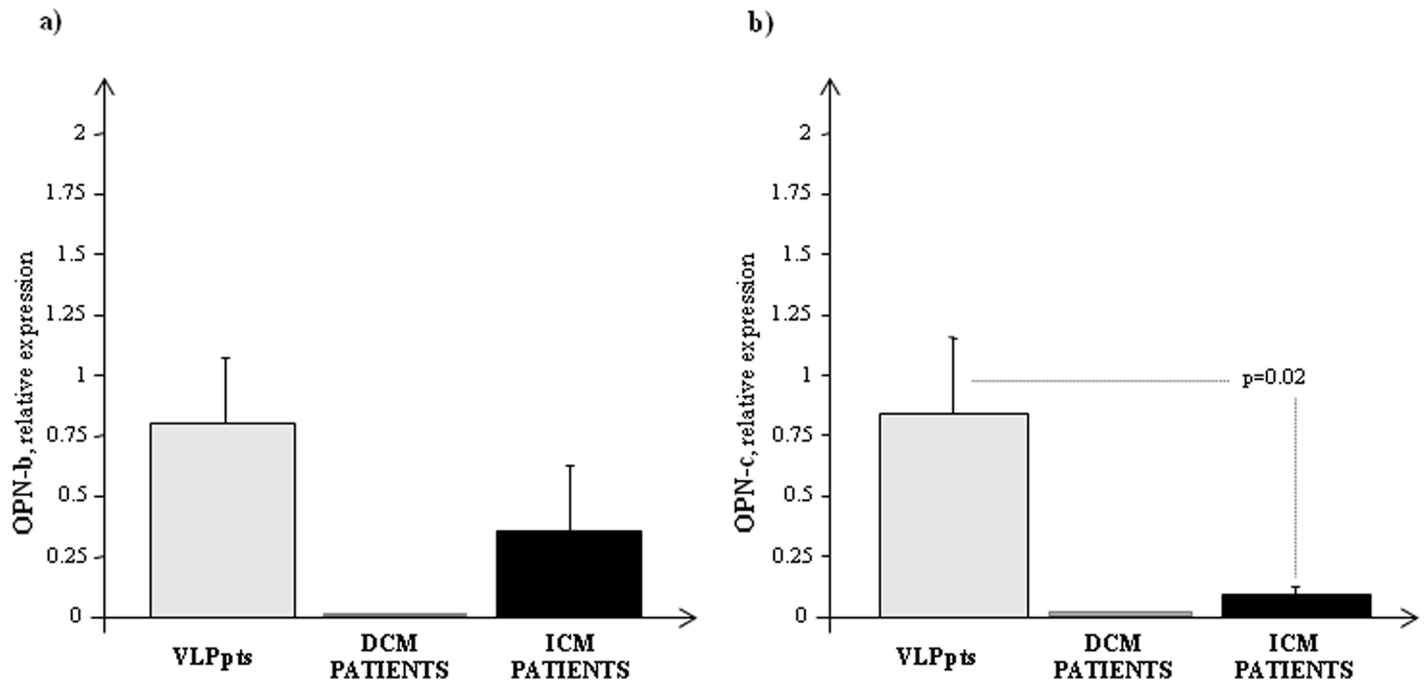 a)
OPN-b, relative expression
2
1.75
1.5
1.25
1
0.75
0.5
0.25
0
VLPpts
DCM
PATIENTS
ICM
PATIENTS
b)
OPN-c, relative expression
2
1.75
1.5
1.25
1
0.75
0.5
0.25
0
p=0.02
VLPpts
DCM
PATIENTS
ICM
PATIENTS